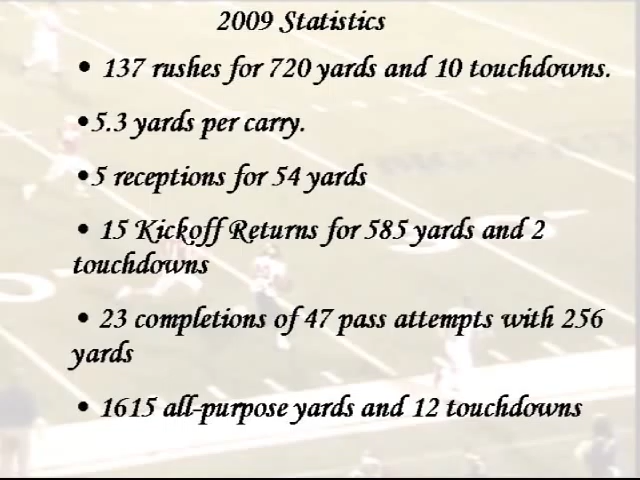 2009 Statistics
• 137 rushes for 720 yards and 10 touchdowns.
•5.3 yards per carry.
•5 receptions for 54 yards
• 15 Kickoff Returns for 585 yards and 2
touchdowns
• 23 completions of 47 pass attempts with 256
yards
• 1615 all-purpose yards and 12 touchdowns